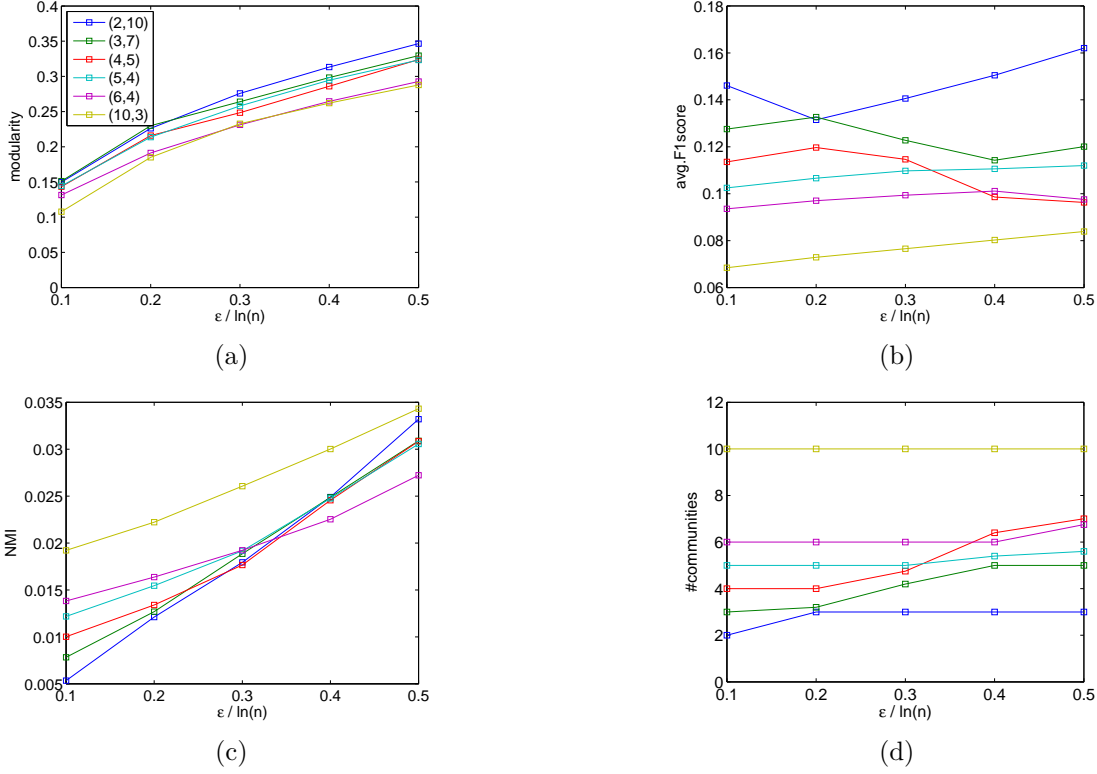 0.4
0.35
0.3
0.25
0.2
0.15
0.1
0.05
0
modularity
(2,10)
(3,7)
(4,5)
(5,4)
(6,4)
(10,3)
0.1 0.2 0.3 0.4 0.5
ε / ln(n)
(a)
0.18
0.16
0.14
0.12
0.1
0.08
0.06
avg.F1score
0.1 0.2 0.3 0.4 0.5
ε / ln(n)
(b)
0.035
0.03
0.025
0.02
0.015
0.01
0.005
NMI
0.1 0.2 0.3 0.4 0.5
ε / ln(n)
(c)
12
10
8
6
4
2
0
#communities
0.1 0.2 0.3 0.4 0.5
ε / ln(n)
(d)